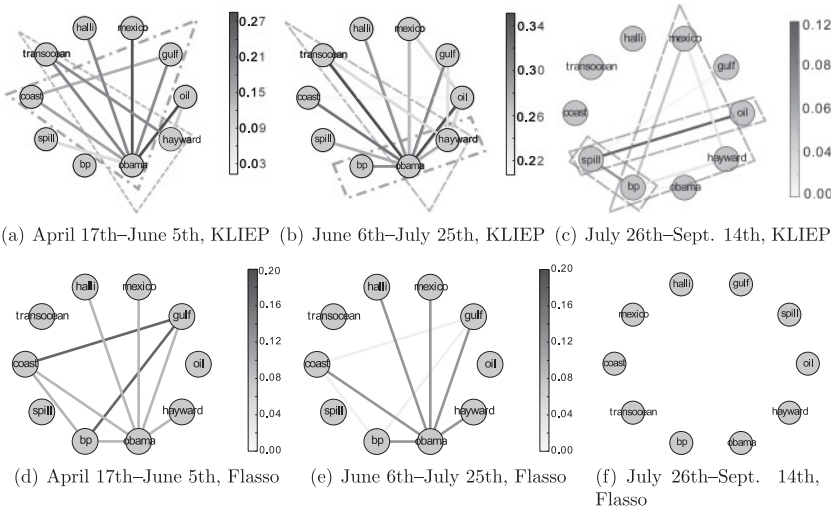 halli
mexico
transocean
gulf
coast
oil
spill
hayward
bp
obama
0.27
0.21
0.15
0.09
0.03
halli
mexico
transocean
gulf
coast
oil
spill
hayward
bp
obama
0.34
0.30
0.26
0.22
halli
mexico
transocean
gulf
coast
oil
spill
hayward
bp
obama
0.12
0.08
0.04
0.00
(a) April 17th–June 5th, KLIEP
(b) June 6th–July 25th, KLIEP
(c) July 26th–Sept. 14th, KLIEP
halli
mexico
transocean
gulf
coast
oil
spill
hayward
bp
obama
0.20
0.16
0.12
0.08
0.04
0.00
halli
mexico
transocean
gulf
coast
oil
spill
hayward
bp
obama
0.20
0.16
0.12
0.08
0.04
0.00
halli
gulf
mexico
spill
coast
oil
transocean
hayward
bp
obama
(d) April 17th–June 5th, Flasso
(e) June 6th–July 25th, Flasso
(f) July 26th–Sept. 14th,
Flasso